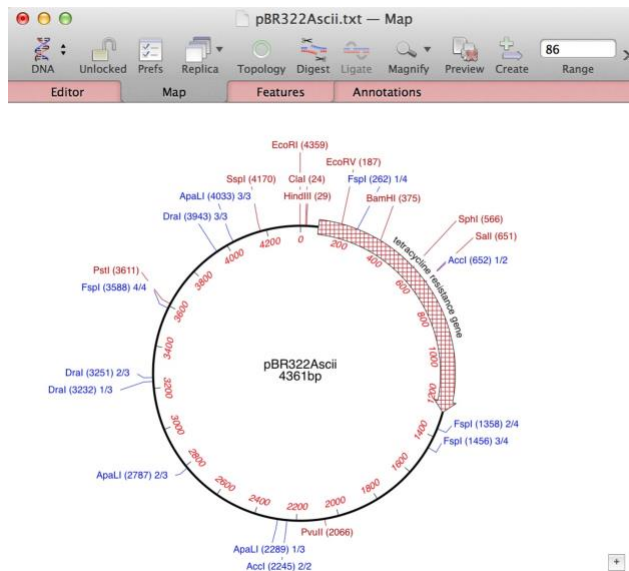 pBR322Ascii.txt — Map
86
DNA Unlocked Prefs Replica Topology Digest Ligate Magnify Preview Create Range
Editor Map Features Annotations
EcoRI (4359)
EcoRV (187)
SspI (4170) ClaI (24) FspI (262) 1/4
ApaLI (4033) 3/3 HindIII (29) BamHI (375)
DraI (3943) 3/3
SphI (566)
SalI (651)
AccI (652) 1/2
tetracycline resistance gene
PstI (3611)
FspI (3588) 4/4
0
200
400
600
800
1000
1200
1400
1600
1800
2000
2200
2400
2600
2800
3000
3200
3400
3600
3800
4000
4200
pBR322Ascii
4361bp
DraI (3251) 2/3
DraI (3232) 1/3
FspI (1358) 2/4
FspI (1456) 3/4
ApaLI (2787) 2/3
PvuII (2066)
ApaLI (2289) 1/3
AccI (2245) 2/2